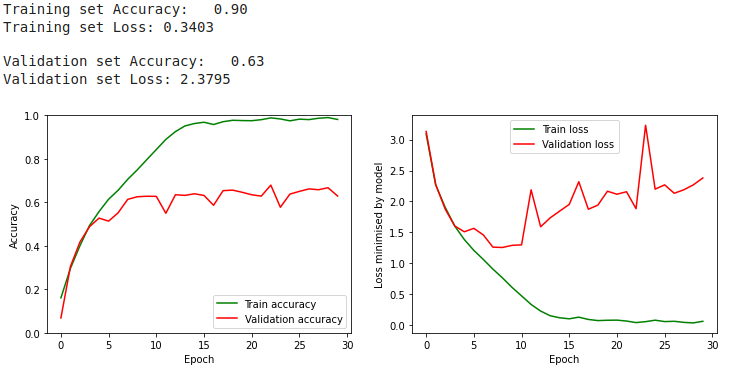 Training set Accuracy:   0.90
Training set Loss: 0.3403
Validation set Accuracy:   0.63
Validation set Loss: 2.3795
1.0
0.8
0.6
0.4
0.2
0.0
Accuracy
Train accuracy
Validation accuracy
0 5 10 15 20 25 30
Epoch
3.0
2.5
2.0
1.5
1.0
0.5
0.0
Loss minimised by model
Train loss
Validation loss
0 5 10 15 20 25 30
Epoch